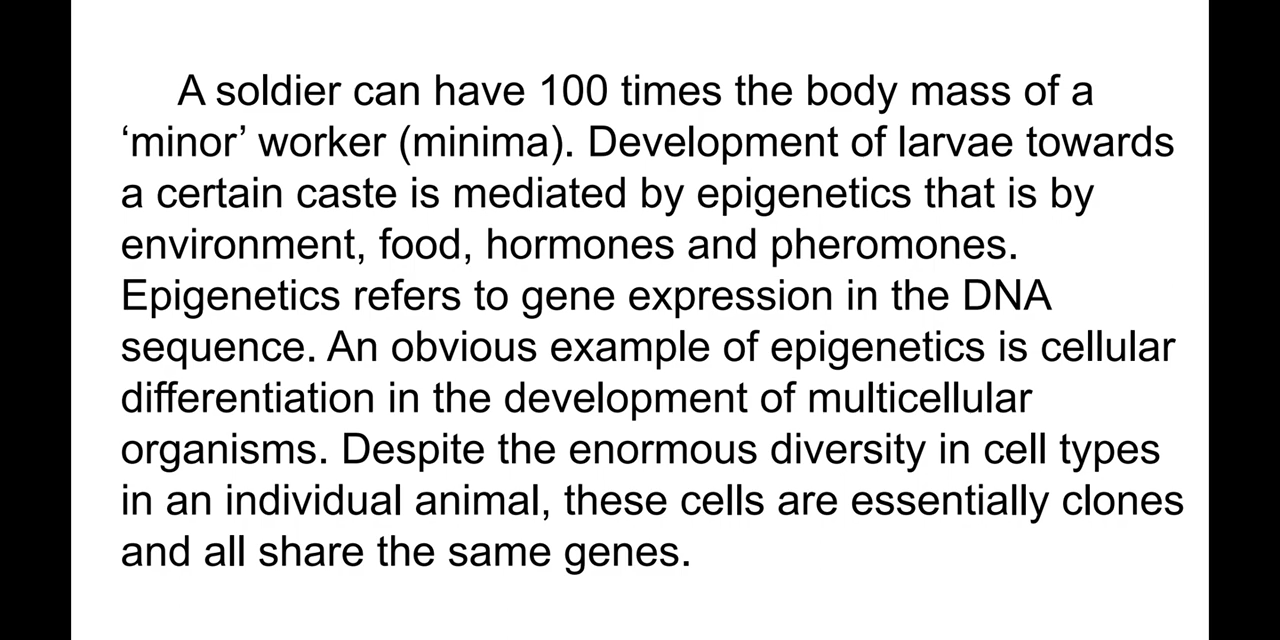 A soldier can have 100 times the body mass of a
‘minor’ worker (minima). Development of larvae towards
a certain caste is mediated by epigenetics that is by
environment, food, hormones and pheromones.
Epigenetics refers to gene expression in the DNA
sequence. An obvious example of epigenetics is cellular
differentiation in the development of multicellular
organisms. Despite the enormous diversity in cell types
in an individual animal, these cells are essentially clones
and all share the same genes.